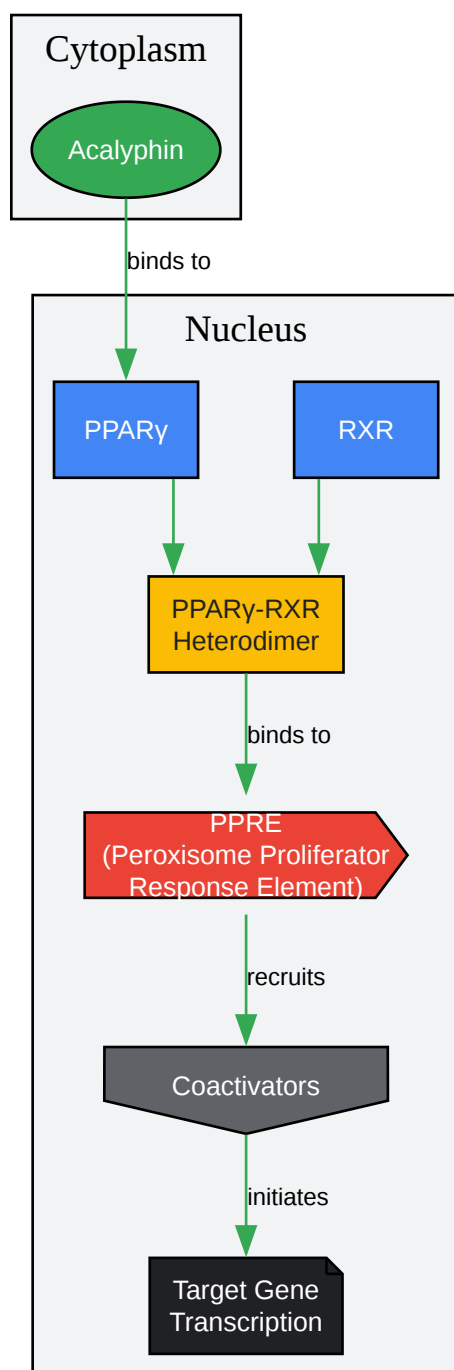 Cytoplasm
Acalyphin
binds to
Nucleus
PPARγ
RXR
PPARγ-RXR
Heterodimer
binds to
PPRE
(Peroxisome Proliferator
Response Element)
recruits
Coactivators
initiates
Target Gene
Transcription